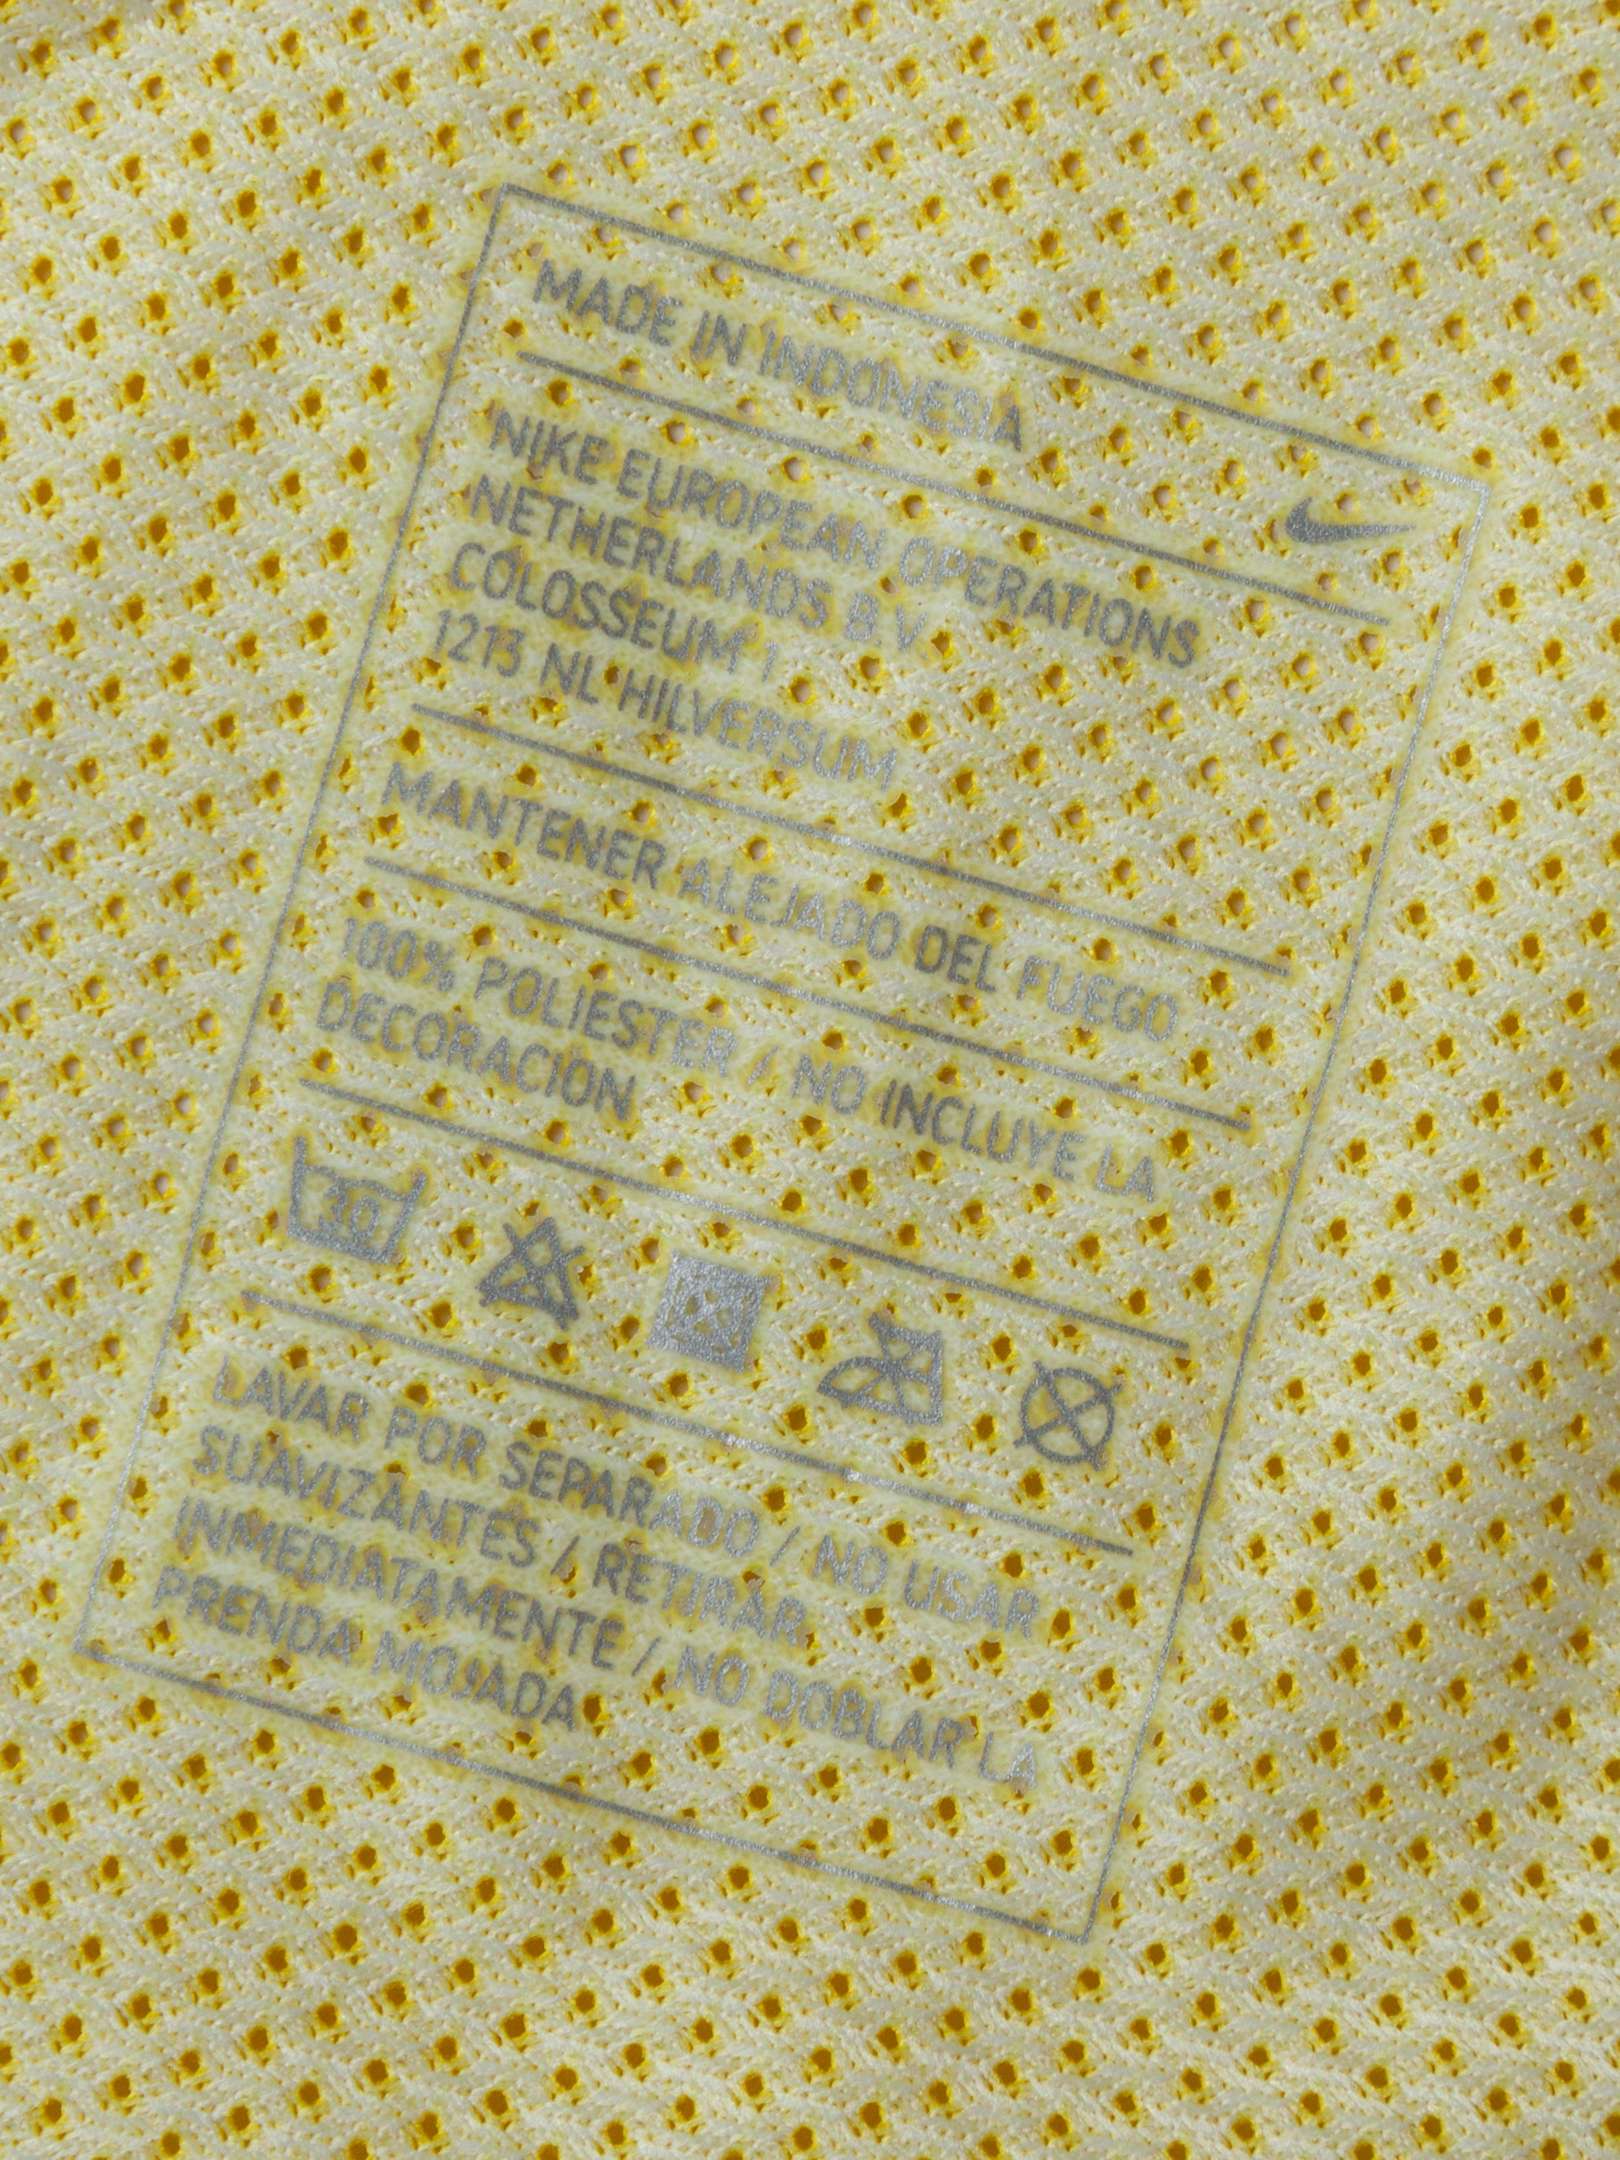 MADE IN INDONESIA
NIKE EUROPEAN OPERATIONS
NETHERLANDS B.V.
COLOSSEUM 1
1213 NL HILVERSUM
MANTENER ALEJADO DEL FUEGO
100% POLIESTER / NO INCLUYE LA
DECORACION
30
LAVAR POR SEPARADO / NO USAR
SUAVIZANTES / RETIRAR
INMEDIATAMENTE / NO DOBLAR LA
PRENDA MOJADA